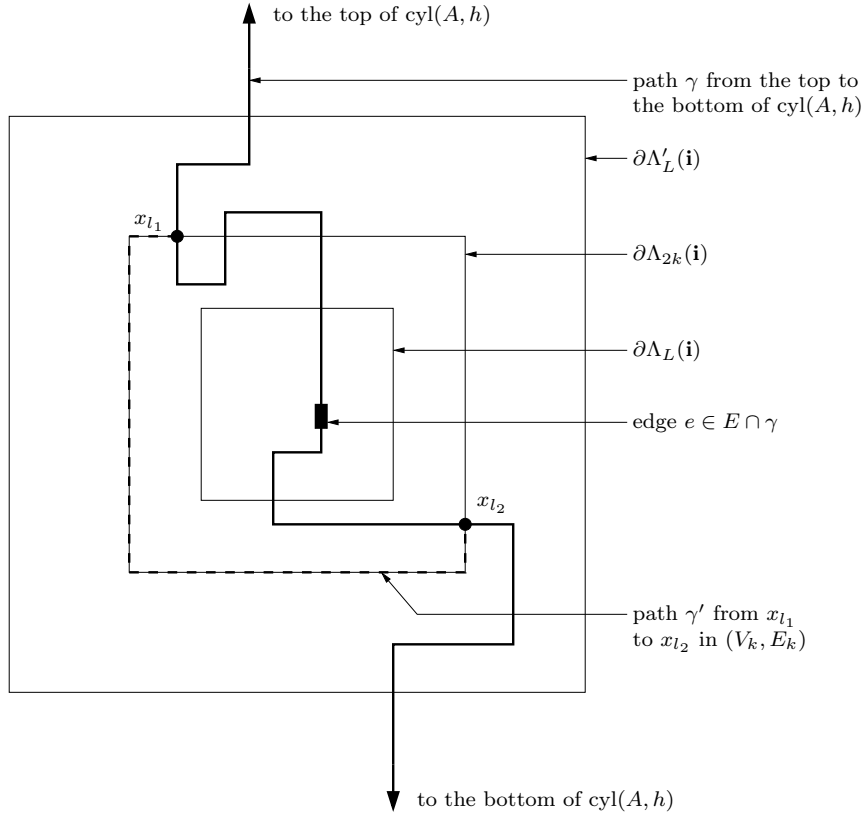 to the top of cyl(A, h)
path γ from the top to
the bottom of cyl(A, h)
∂Λ′_L(𝐢)
x_{l_1}
∂Λ_{2k}(𝐢)
∂Λ_L(𝐢)
edge e ∈ E ∩ γ
x_{l_2}
path γ′ from x_{l_1}
to x_{l_2} in (V_k, E_k)
to the bottom of cyl(A, h)